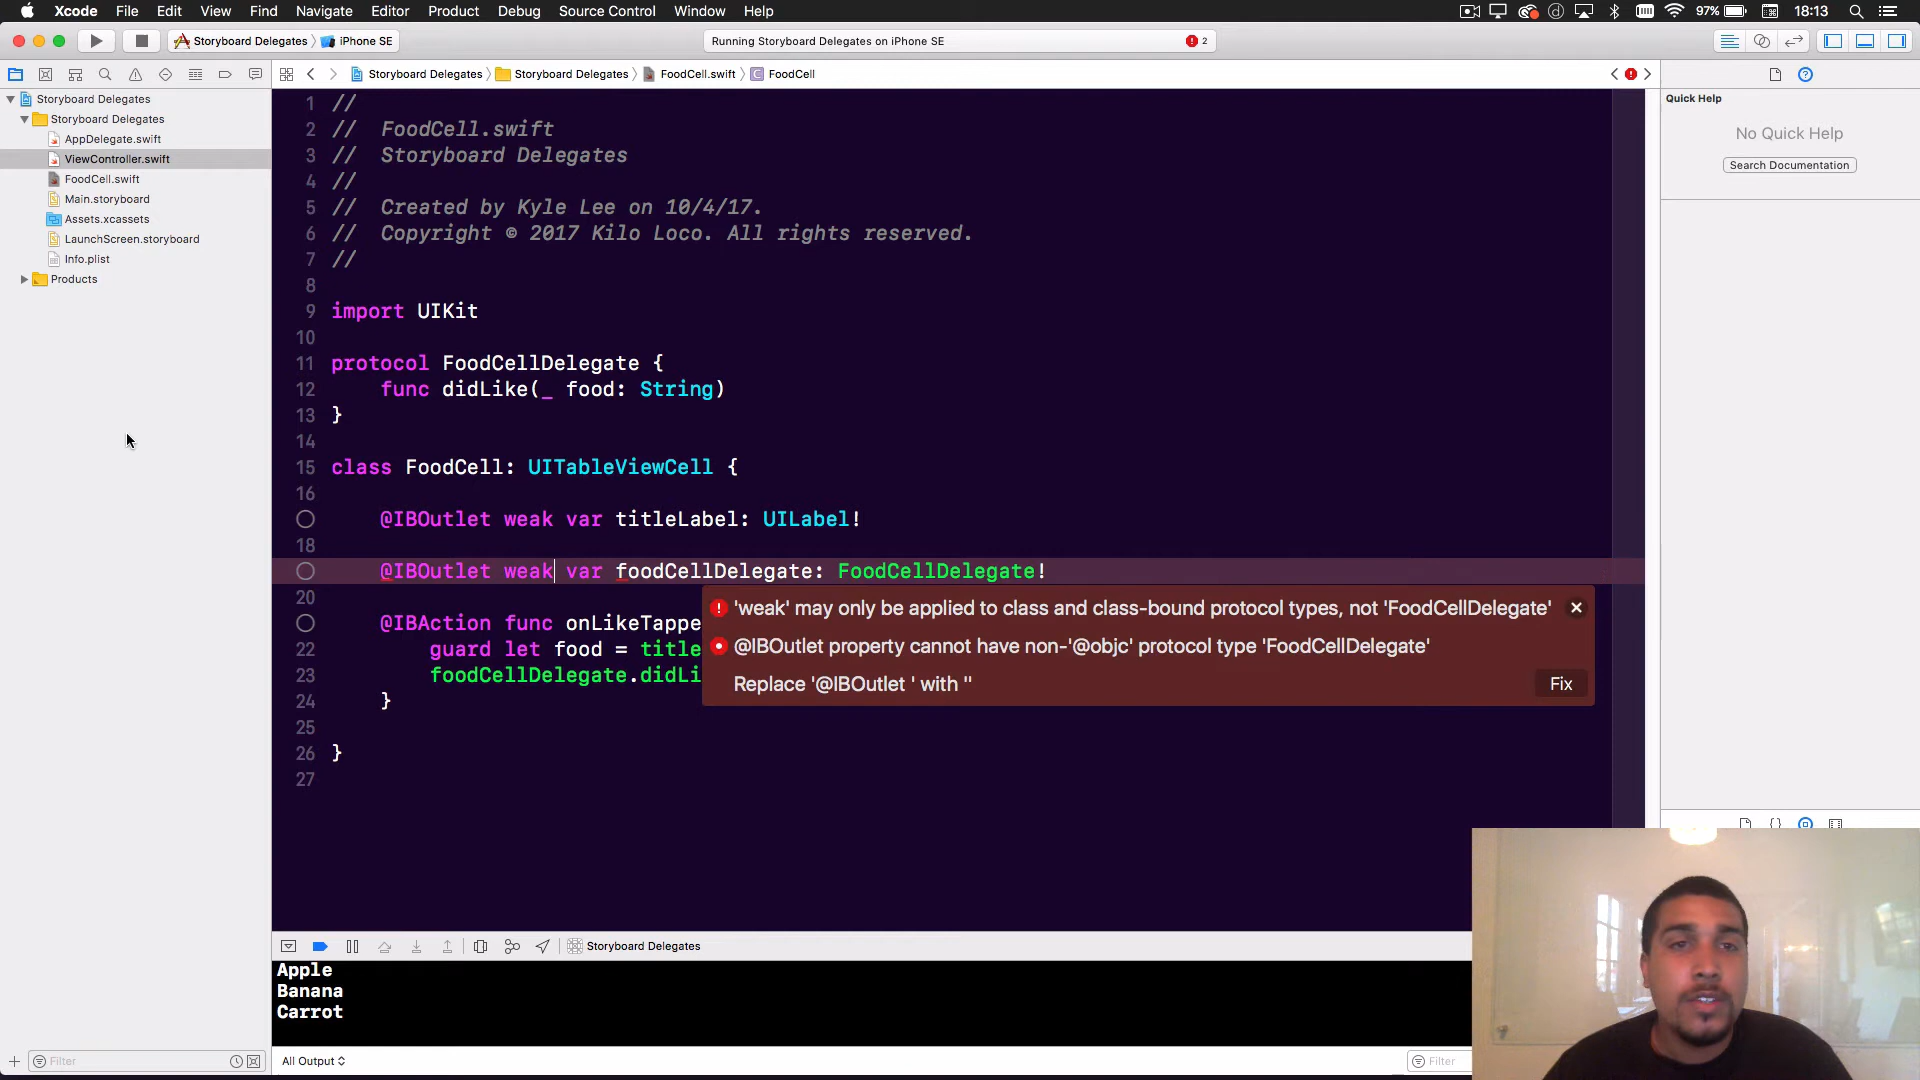 Xcode File Edit View Find Navigate Editor Product Debug Source Control Window Help
97% 18:13
Storyboard Delegates iPhone SE
Running Storyboard Delegates on iPhone SE
2
Storyboard Delegates Storyboard Delegates FoodCell.swift FoodCell
Storyboard Delegates
Storyboard Delegates
AppDelegate.swift
ViewController.swift
FoodCell.swift
Main.storyboard
Assets.xcassets
LaunchScreen.storyboard
Info.plist
Products
Filter
1 //
2 // FoodCell.swift
3 // Storyboard Delegates
4 //
5 // Created by Kyle Lee on 10/4/17.
6 // Copyright © 2017 Kilo Loco. All rights reserved.
7 //
8
9 import UIKit
10
11 protocol FoodCellDelegate {
12 func didLike(_ food: String)
13 }
14
15 class FoodCell: UITableViewCell {
16
@IBOutlet weak var titleLabel: UILabel!
18
@IBOutlet weak var foodCellDelegate: FoodCellDelegate!
20
@IBAction func onLikeTappe
22 guard let food = title
23 foodCellDelegate.didLi
24 }
25
26 }
27
'weak' may only be applied to class and class-bound protocol types, not 'FoodCellDelegate'
@IBOutlet property cannot have non-'@objc' protocol type 'FoodCellDelegate'
Replace '@IBOutlet ' with ''
Fix
Storyboard Delegates
Apple
Banana
Carrot
All Output
Filter
Quick Help
No Quick Help
Search Documentation